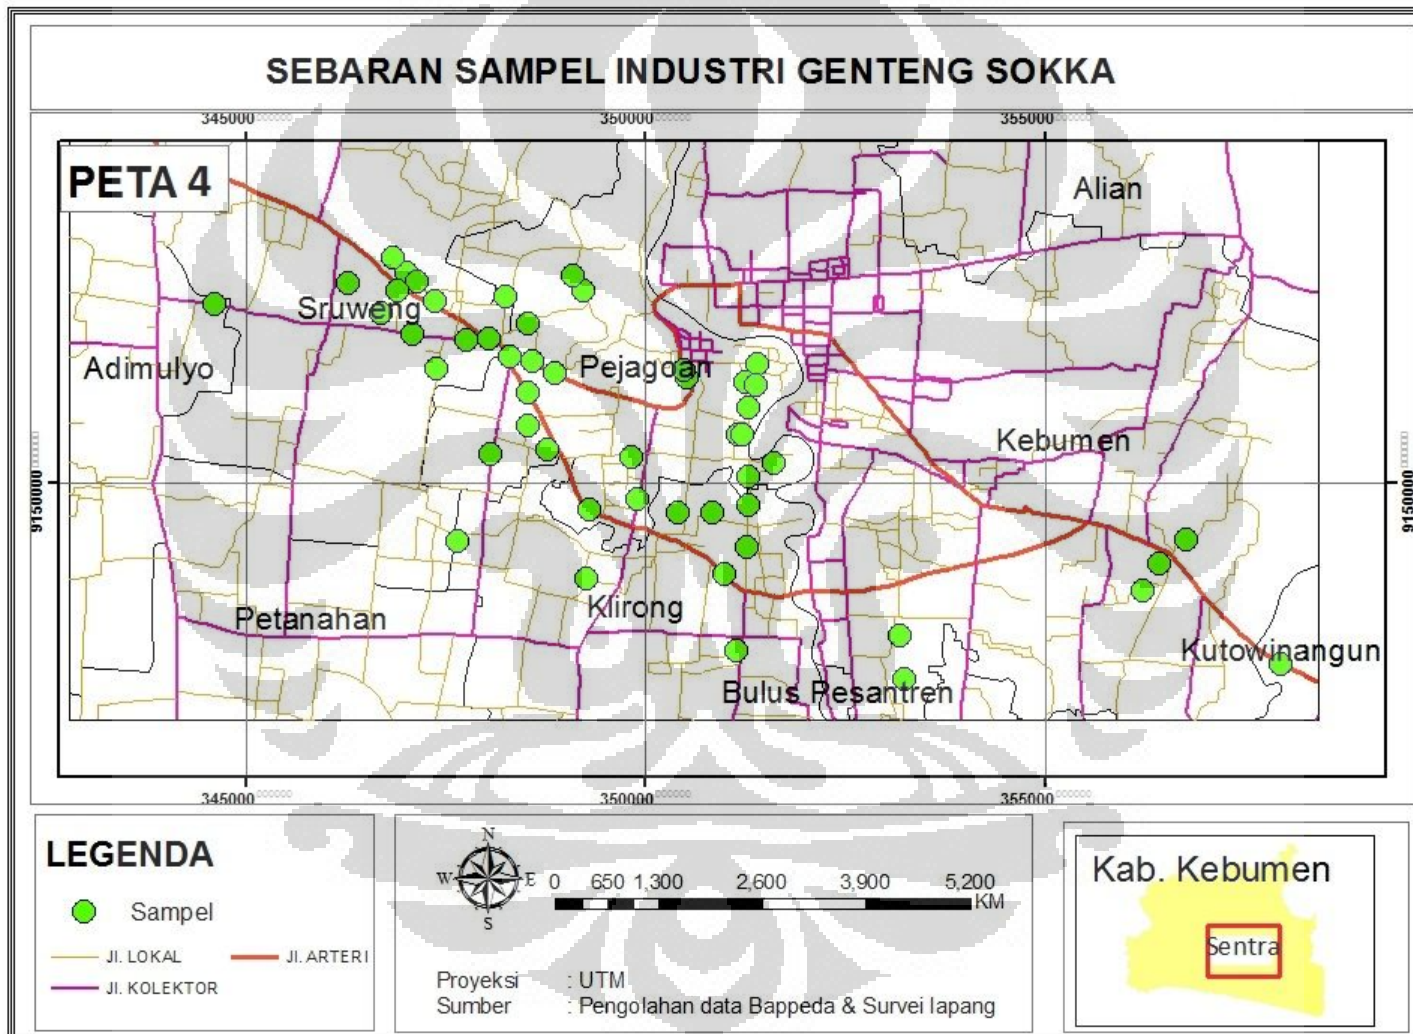 SEBARAN SAMPEL INDUSTRI GENTENG SOKKA
345000 350000 355000
PETA 4
Alian
Sruweng
Adimulyo
Pejagoan
Kebumen
9150000 9150000
Petanahan
Klirong
Kutowinangun
Bulus Pesantren
345000 350000 355000
LEGENDA
Sampel
Jl. LOKAL
Jl. ARTERI
Jl. KOLEKTOR
N
W E
S
0 650 1,300 2,600 3,900 5,200
KM
Proyeksi : UTM
Sumber : Pengolahan data Bappeda & Survei lapang
Kab. Kebumen
Sentra